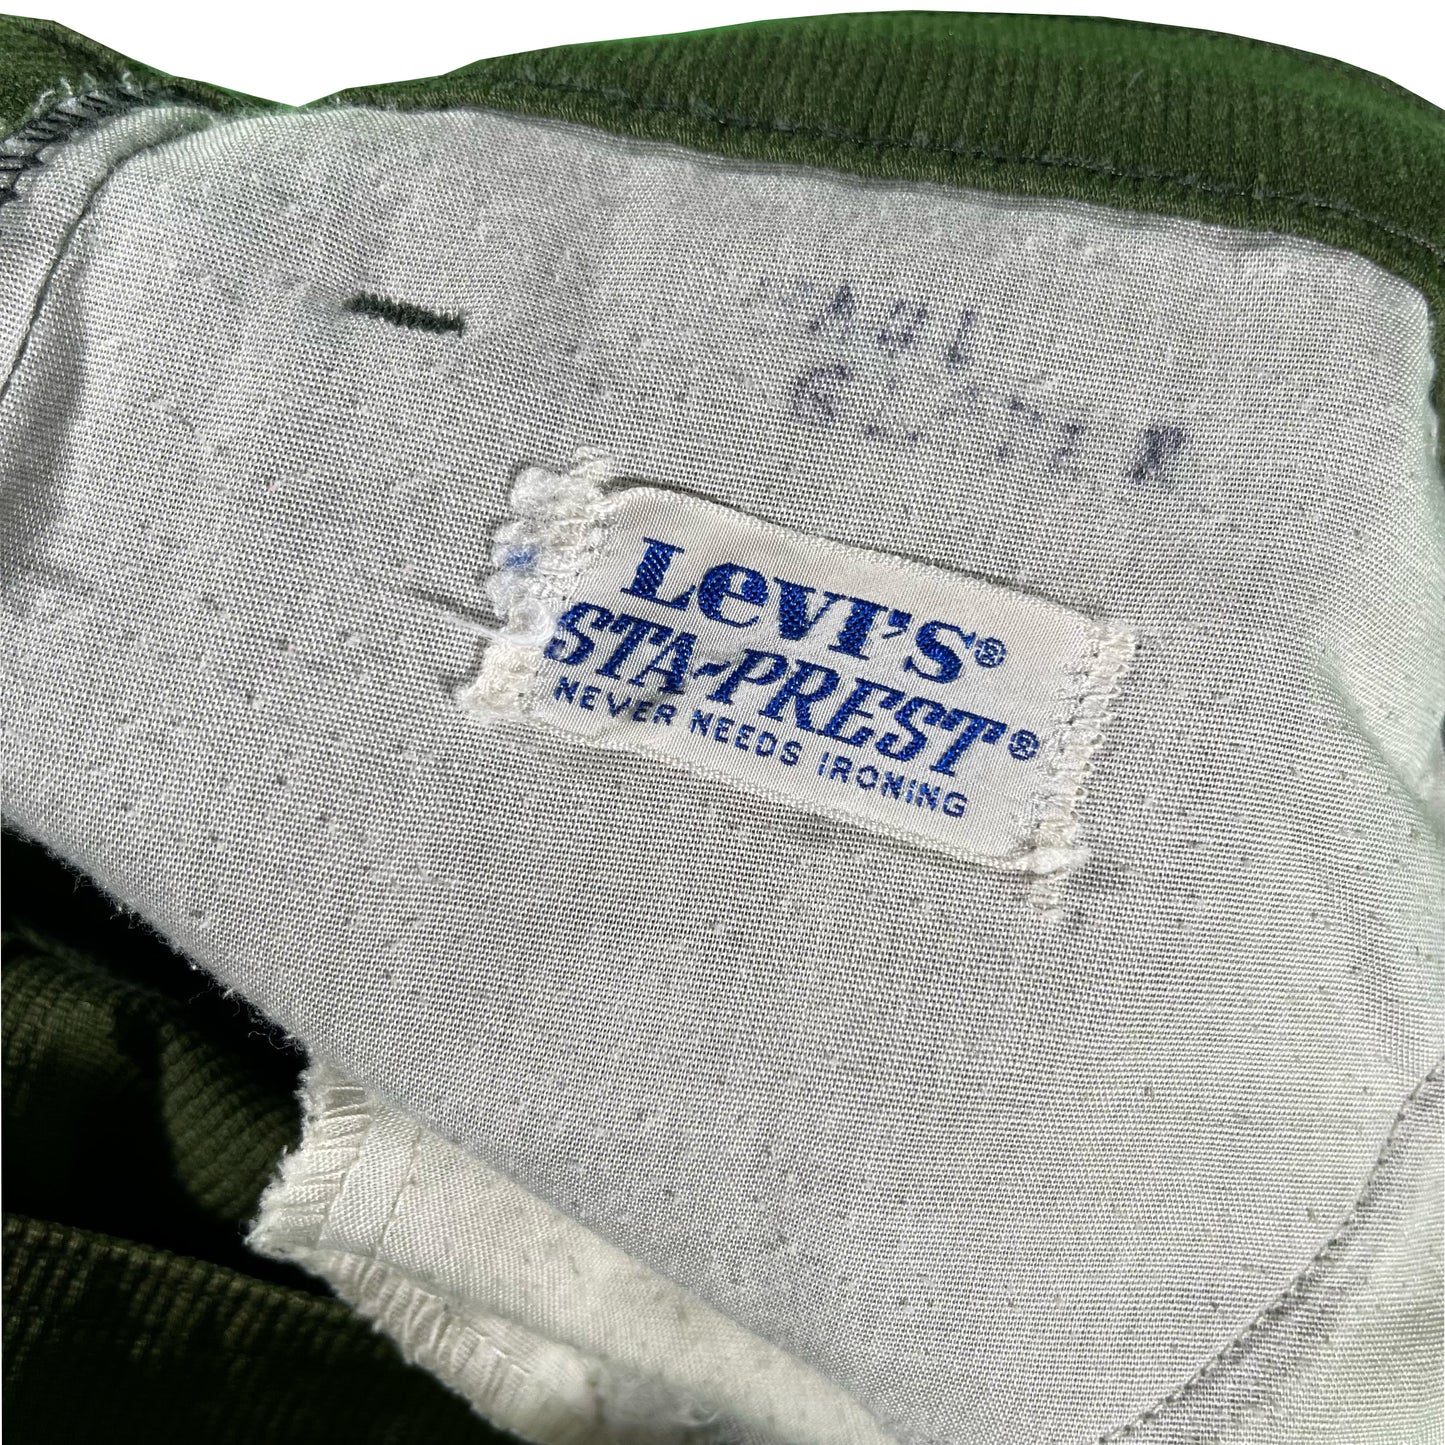 LEVI'S®
STA-PREST®
NEVER NEEDS IRONING